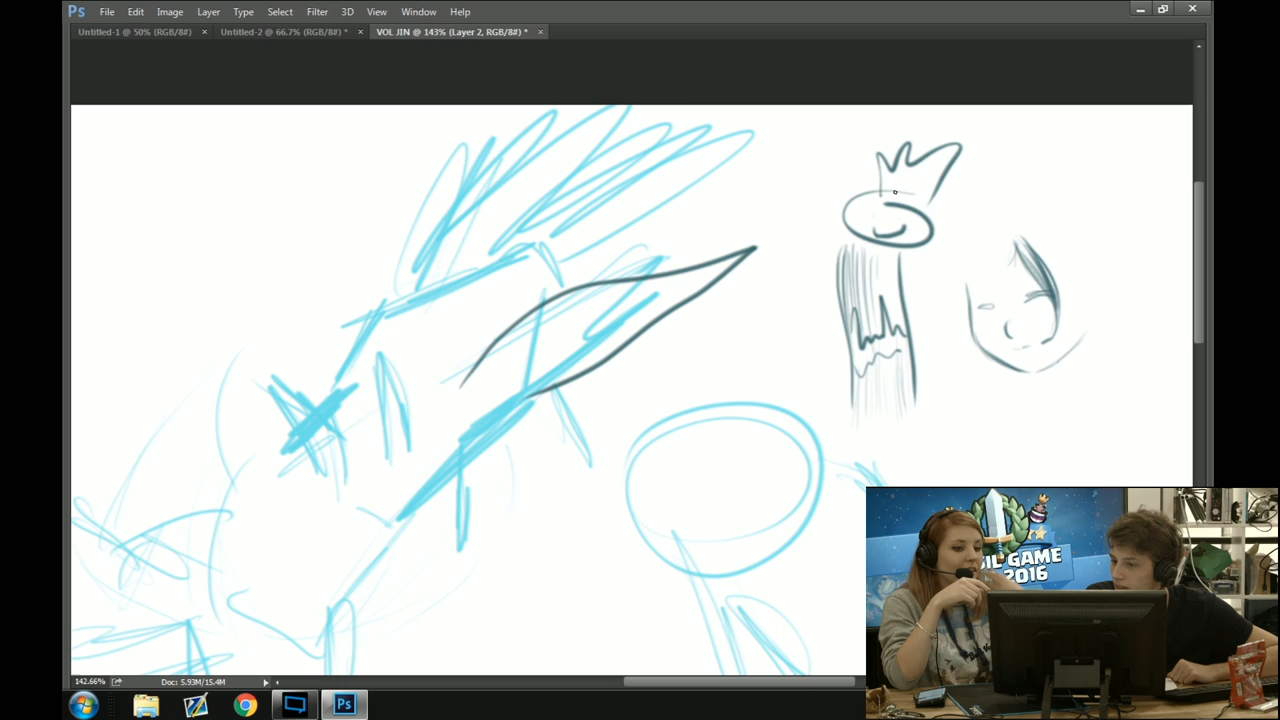 Ps File Edit Image Layer Type Select Filter 3D View Window Help
Untitled-1 @ 50% (RGB/8#) × Untitled-2 @ 66.7% (RGB/8#) * × VOL JIN @ 143% (Layer 2, RGB/8#) * ×
SIL GAME
2016
142.66% Doc: 5.93M/15.4M
Ps